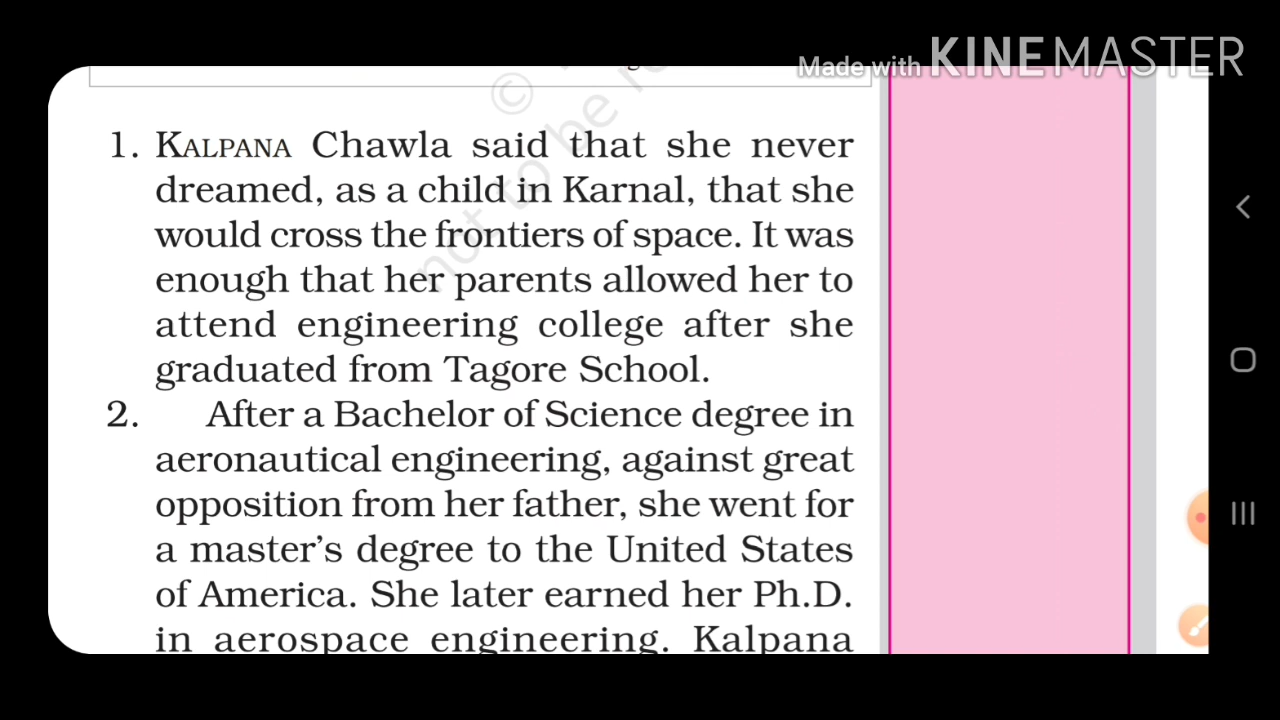 Made with KINEMASTER
© 
not to be re
1. KALPANA Chawla said that she never
dreamed, as a child in Karnal, that she
would cross the frontiers of space. It was
enough that her parents allowed her to
attend engineering college after she
graduated from Tagore School.
2. After a Bachelor of Science degree in
aeronautical engineering, against great
opposition from her father, she went for
a master's degree to the United States
of America. She later earned her Ph.D.
in aerospace engineering. Kalpana